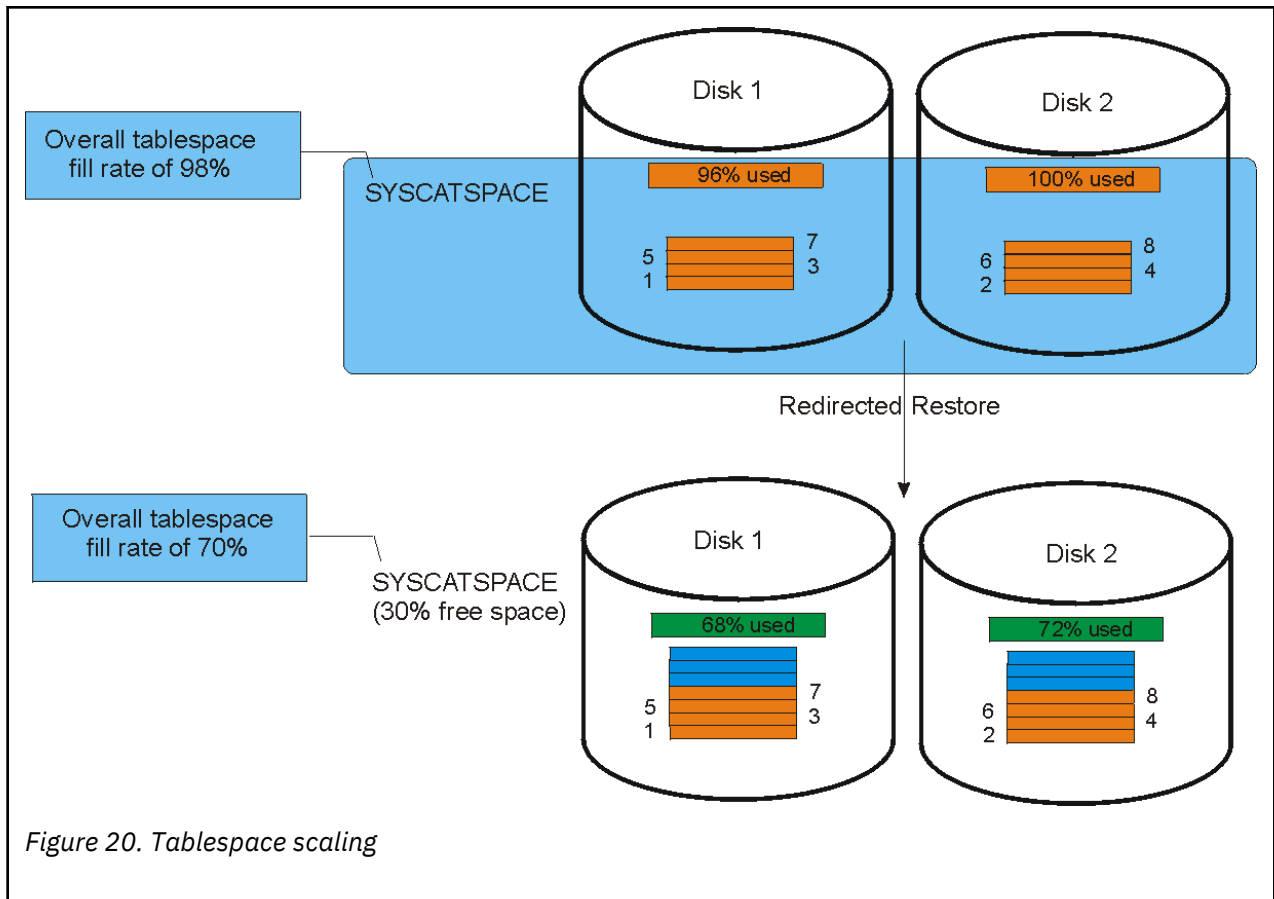 Disk 1
Disk 2
Overall tablespace
fill rate of 98%
SYSCATSPACE
96% used
100% used
7
5
3
1
8
6
4
2
Redirected Restore
Overall tablespace
fill rate of 70%
SYSCATSPACE
(30% free space)
Disk 1
Disk 2
68% used
72% used
7
5
3
1
8
6
4
2
Figure 20. Tablespace scaling